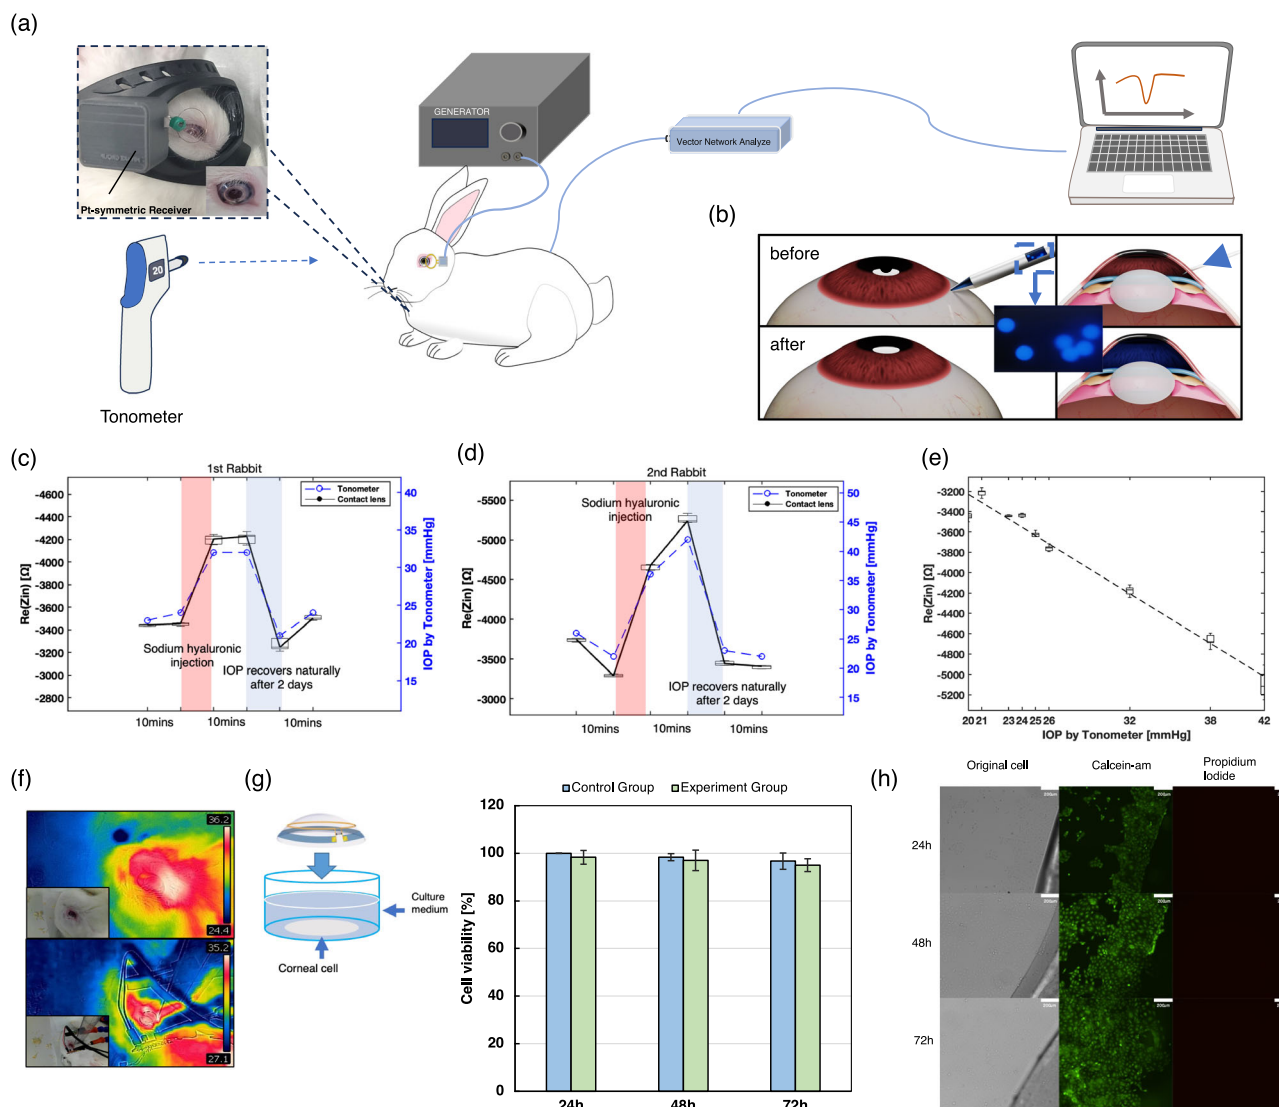 (a)
GENERATOR
Vector Network Analyze
Pt-symmetric Receiver
20
Tonometer
(b)
before
after
(c)
1st Rabbit
Tonometer
Contact lens
-4600
-4400
-4200
-4000
-3800
-3600
-3400
-3200
-3000
-2800
Re(Zin) [Ω]
40
35
30
25
20
15
IOP by Tonometer [mmHg]
Sodium hyaluronic
injection
IOP recovers naturally
after 2 days
10mins
10mins
10mins
(d)
2nd Rabbit
Tonometer
Contact lens
-5500
-5000
-4500
-4000
-3500
-3000
Re(Zin) [Ω]
50
45
40
35
30
25
20
15
IOP by Tonometer [mmHg]
Sodium hyaluronic
injection
IOP recovers naturally
after 2 days
10mins
10mins
10mins
(e)
-3200
-3400
-3600
-3800
-4000
-4200
-4400
-4600
-4800
-5000
-5200
Re(Zin) [Ω]
20 21 23 24 25 26 32 38 42
IOP by Tonometer [mmHg]
(f)
36.2
24.4
35.2
27.1
(g)
Culture
medium
Corneal cell
Control Group
Experiment Group
120
100
80
60
40
20
0
Cell viability [%]
24h 48h 72h
(h)
Original cell
Calcein-am
Propidium
Iodide
24h
48h
72h
200μm
200μm
200μm
200μm
200μm
200μm